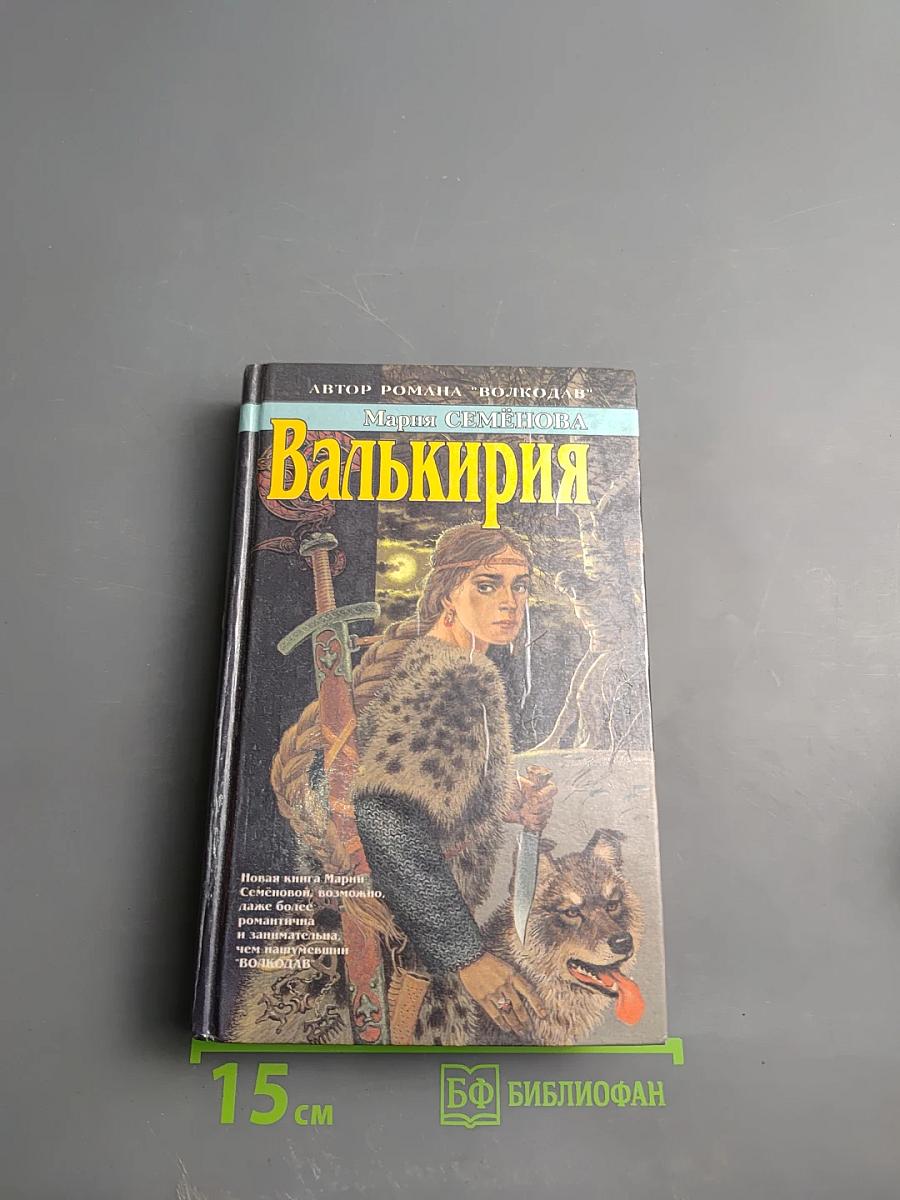 АВТОР РОМАНА "ВОЛКОДАВ"
Мария СЕМЁНОВА
Валькирия
Новая книга Марии
Семёновой, возможно,
даже более
романтична
и занимательна,
чем нашумевший
"ВОЛКОДАВ"
15 см
БФ БИБЛИОФАН